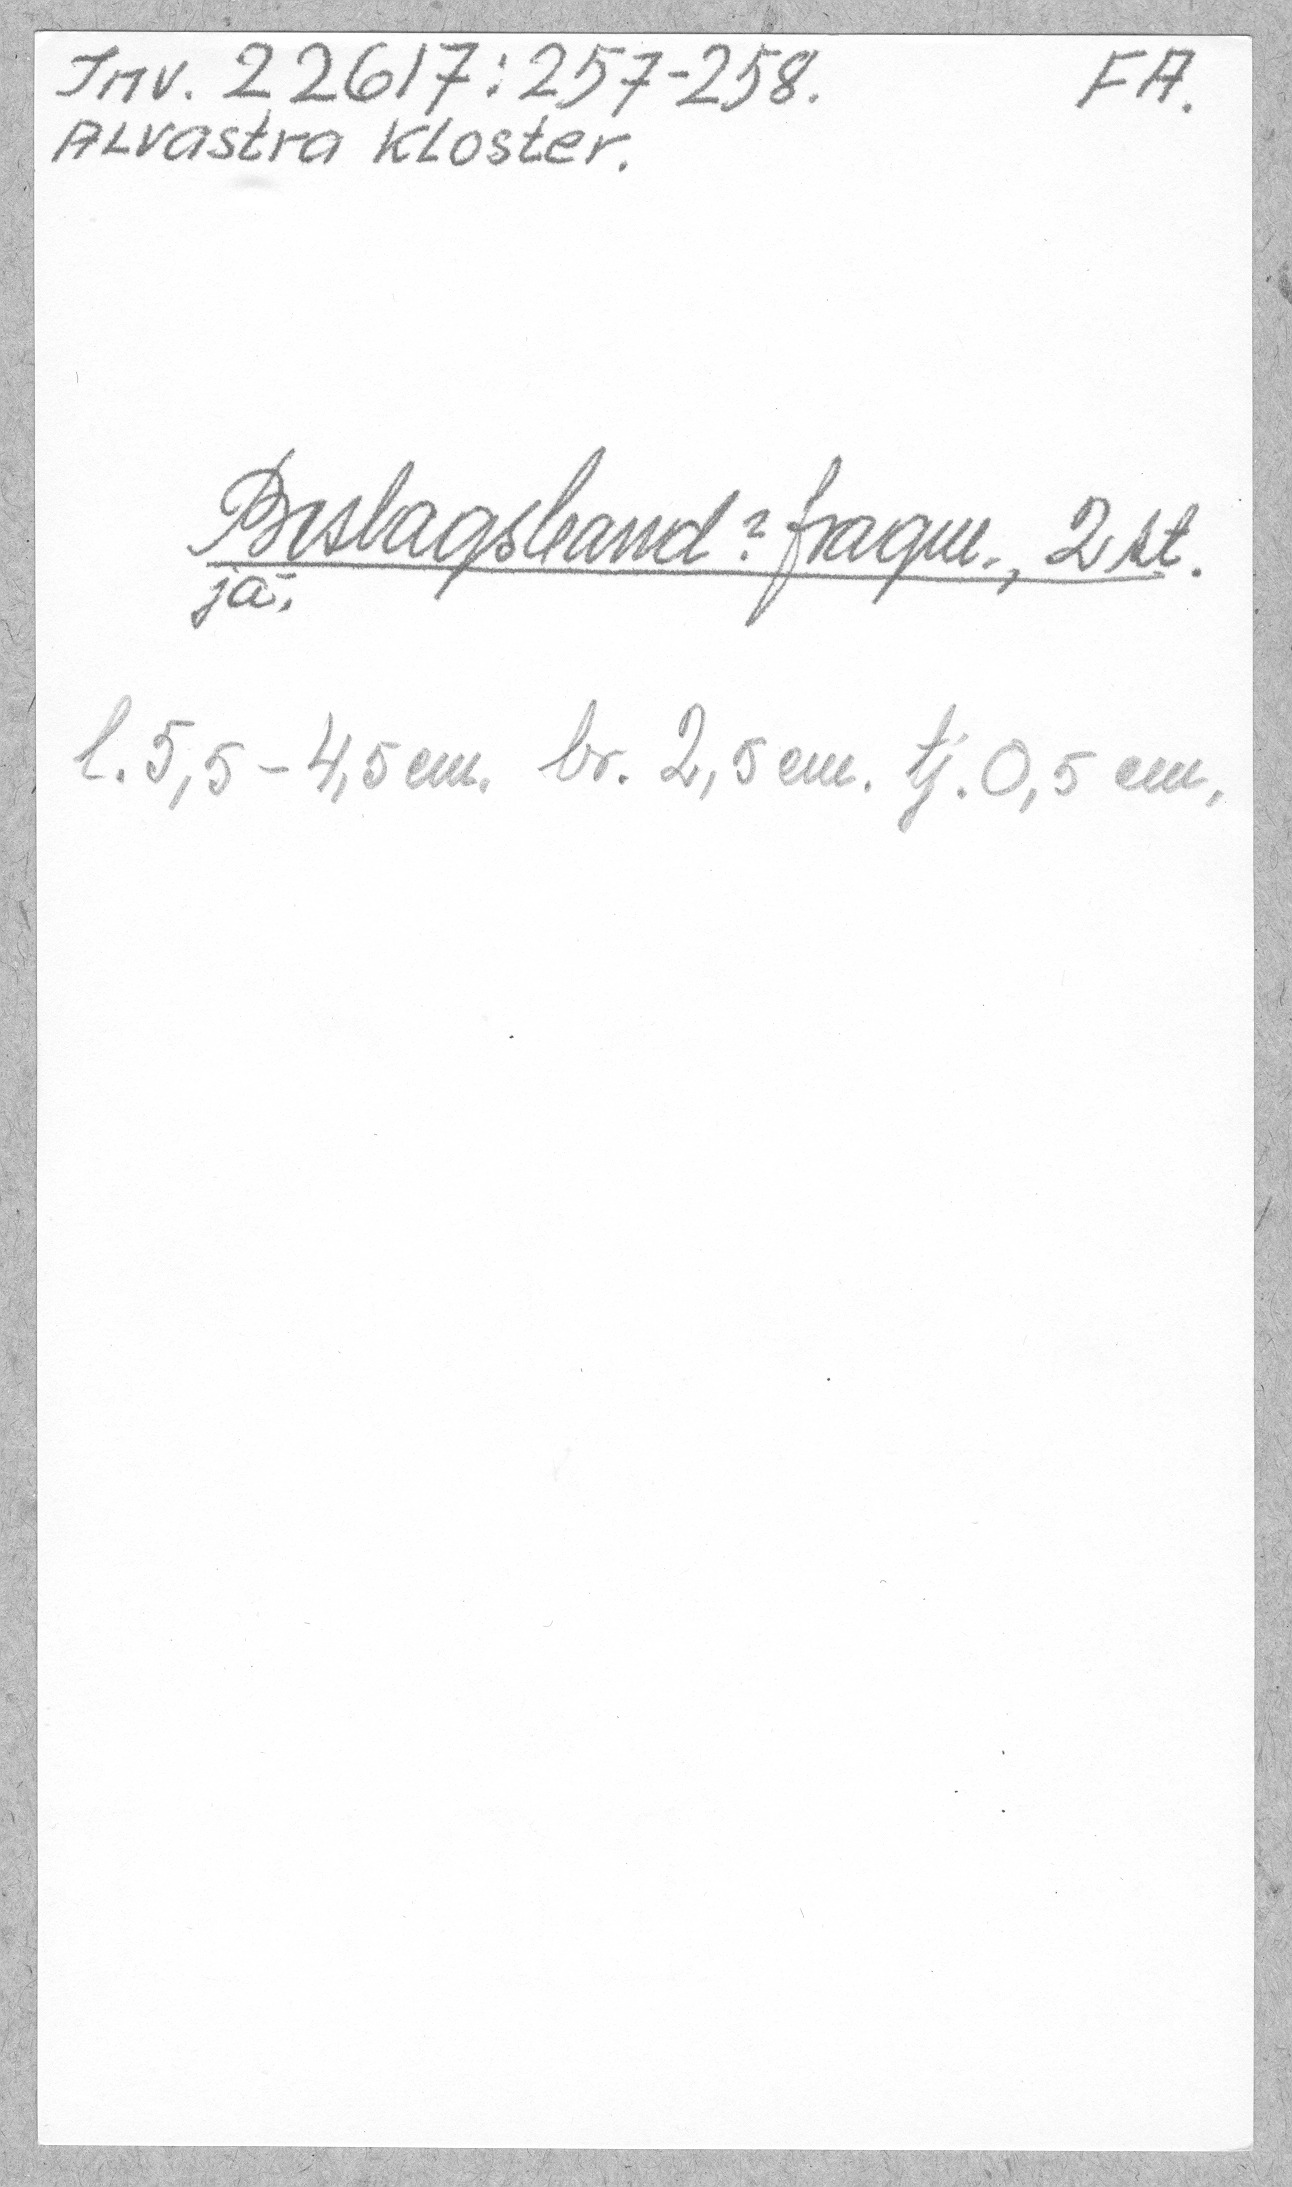 Inv. 22617:257-258. FA.
Alvastra kloster.
Beslagsband? fragm., 2 st.
jä.
l. 5,5-4,5 cm. br. 2,5 cm. tj. 0,5 cm.